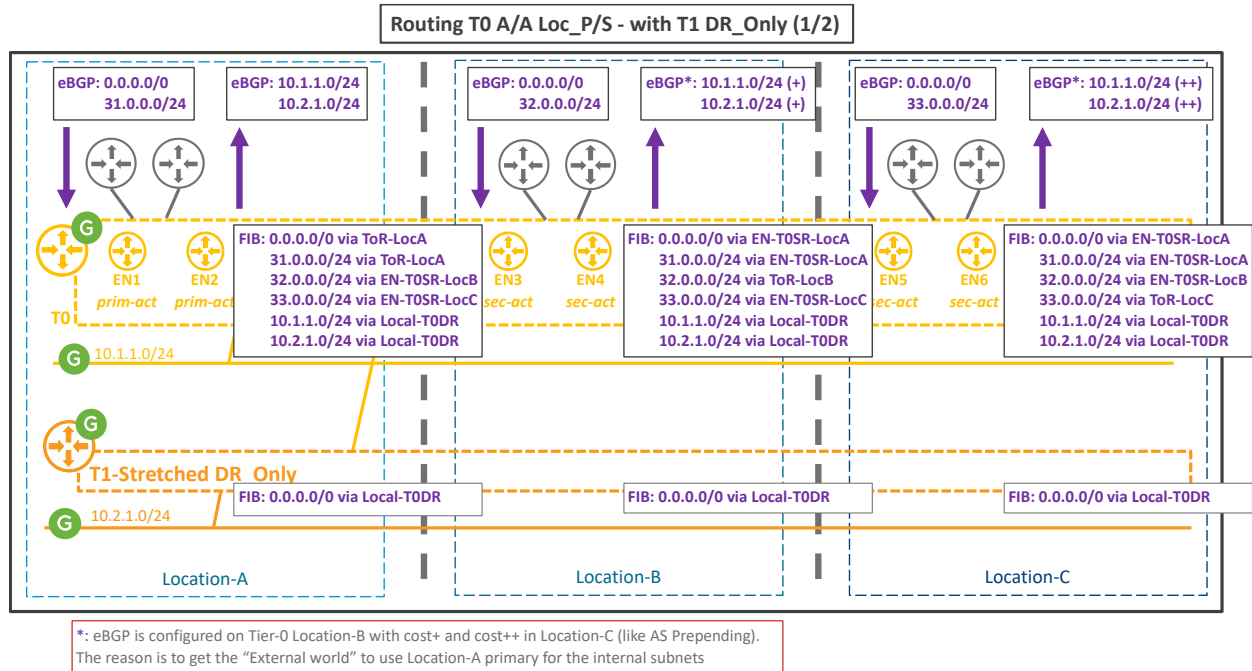 Routing T0 A/A Loc_P/S - with T1 DR_Only (1/2)
eBGP: 0.0.0.0/0
31.0.0.0/24
eBGP: 10.1.1.0/24
10.2.1.0/24
eBGP: 0.0.0.0/0
32.0.0.0/24
eBGP*: 10.1.1.0/24 (+)
10.2.1.0/24 (+)
eBGP: 0.0.0.0/0
33.0.0.0/24
eBGP*: 10.1.1.0/24 (++)
10.2.1.0/24 (++)
G
T0
EN1
prim-act
EN2
prim-act
FIB: 0.0.0.0/0 via ToR-LocA
31.0.0.0/24 via ToR-LocA
32.0.0.0/24 via EN-T0SR-LocB
33.0.0.0/24 via EN-T0SR-LocC
10.1.1.0/24 via Local-T0DR
10.2.1.0/24 via Local-T0DR
EN3
sec-act
EN4
sec-act
FIB: 0.0.0.0/0 via EN-T0SR-LocA
31.0.0.0/24 via EN-T0SR-LocA
32.0.0.0/24 via ToR-LocB
33.0.0.0/24 via EN-T0SR-LocC
10.1.1.0/24 via Local-T0DR
10.2.1.0/24 via Local-T0DR
EN5
sec-act
EN6
sec-act
FIB: 0.0.0.0/0 via EN-T0SR-LocA
31.0.0.0/24 via EN-T0SR-LocA
32.0.0.0/24 via EN-T0SR-LocB
33.0.0.0/24 via ToR-LocC
10.1.1.0/24 via Local-T0DR
10.2.1.0/24 via Local-T0DR
G
10.1.1.0/24
G
T1-Stretched DR_Only
FIB: 0.0.0.0/0 via Local-T0DR
FIB: 0.0.0.0/0 via Local-T0DR
FIB: 0.0.0.0/0 via Local-T0DR
G
10.2.1.0/24
Location-A
Location-B
Location-C
*: eBGP is configured on Tier-0 Location-B with cost+ and cost++ in Location-C (like AS Prepending).
The reason is to get the “External world” to use Location-A primary for the internal subnets